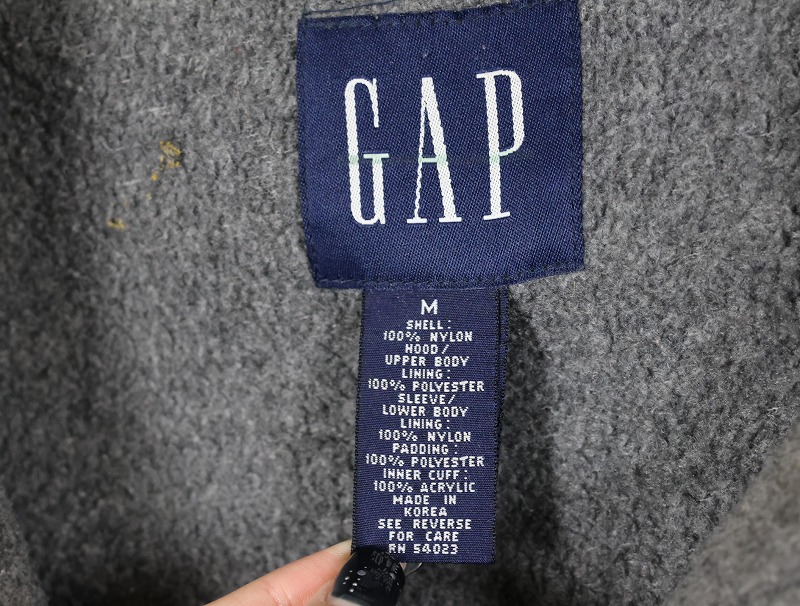 GAP
M
SHELL:
100% NYLON
HOOD/
UPPER BODY
LINING:
100% POLYESTER
SLEEVE/
LOWER BODY
LINING:
100% NYLON
PADDING:
100% POLYESTER
INNER CUFF:
100% ACRYLIC
MADE IN
KOREA
SEE REVERSE
FOR CARE
RN 54023